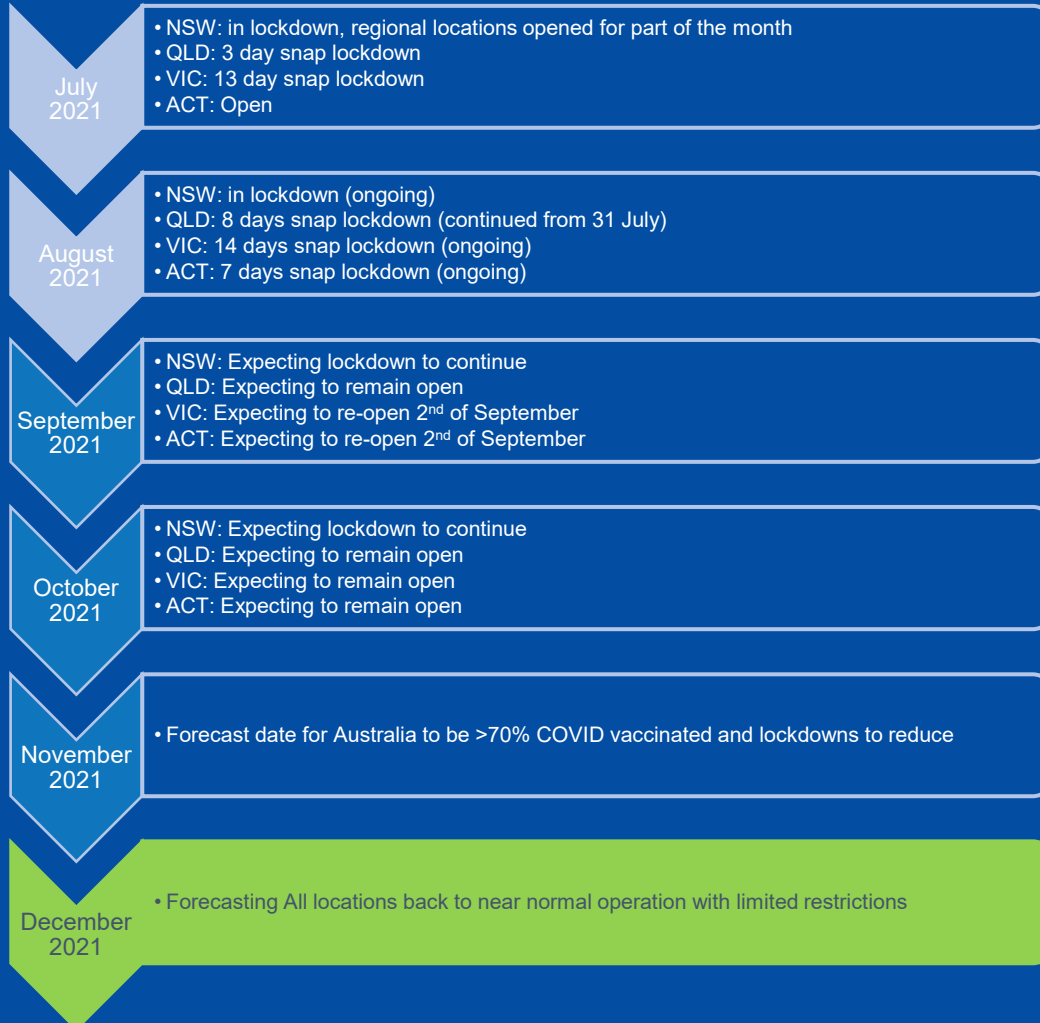 July
2021
• NSW: in lockdown, regional locations opened for part of the month
• QLD: 3 day snap lockdown
• VIC: 13 day snap lockdown
• ACT: Open
August
2021
• NSW: in lockdown (ongoing)
• QLD: 8 days snap lockdown (continued from 31 July)
• VIC: 14 days snap lockdown (ongoing)
• ACT: 7 days snap lockdown (ongoing)
September
2021
• NSW: Expecting lockdown to continue
• QLD: Expecting to remain open
• VIC: Expecting to re-open 2nd of September
• ACT: Expecting to re-open 2nd of September
October
2021
• NSW: Expecting lockdown to continue
• QLD: Expecting to remain open
• VIC: Expecting to remain open
• ACT: Expecting to remain open
November
2021
• Forecast date for Australia to be >70% COVID vaccinated and lockdowns to reduce
December
2021
• Forecasting All locations back to near normal operation with limited restrictions